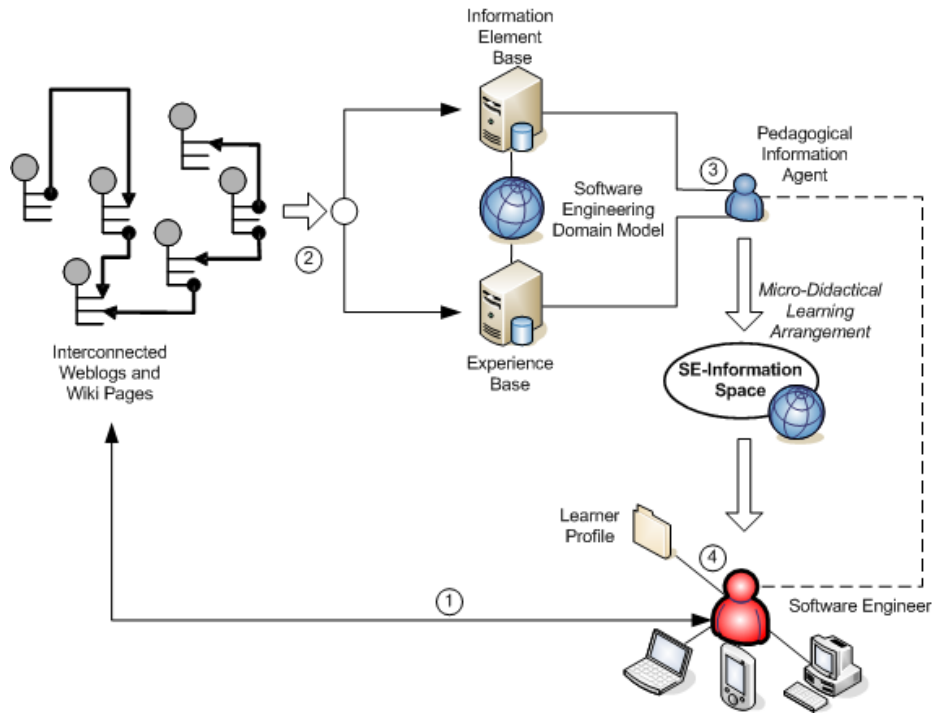 Information
Element
Base
Pedagogical
Information
Agent
3
Software
Engineering
Domain Model
2
Micro-Didactical
Learning
Arrangement
Interconnected
Weblogs and
Wiki Pages
Experience
Base
SE-Information
Space
Learner
Profile
4
1
Software Engineer